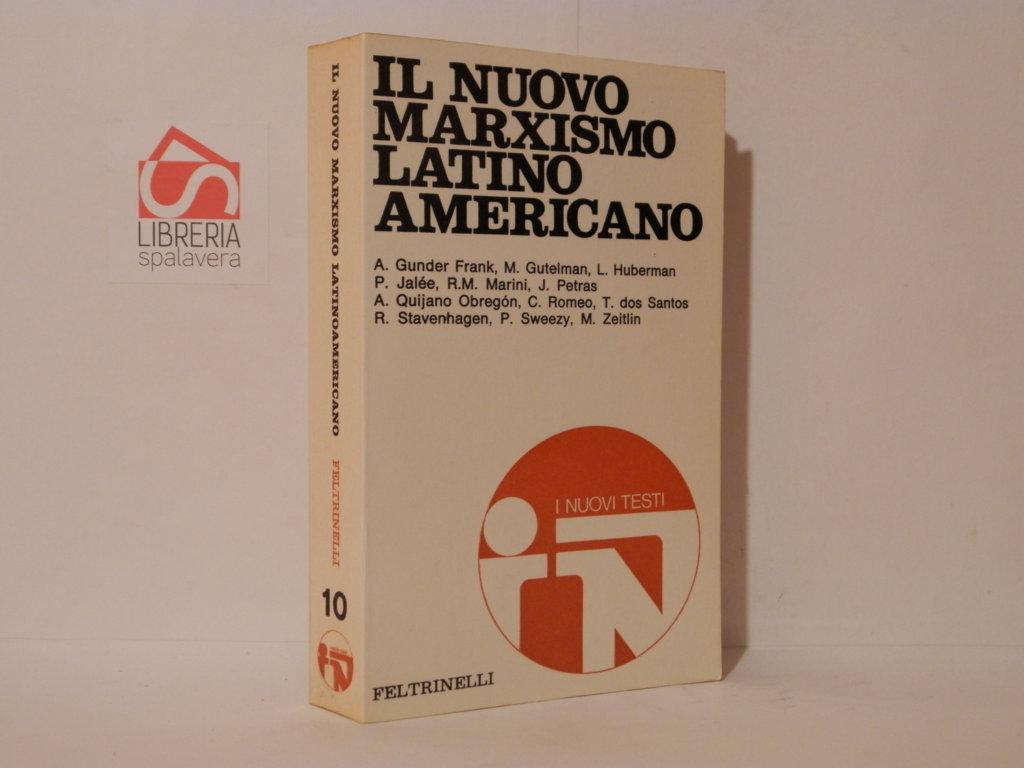 IL NUOVO
MARXISMO
LATINO
AMERICANO
A. Gunder Frank, M. Gutelman, L. Huberman
P. Jalée, R.M. Marini, J. Petras
A. Quijano Obregón, C. Romeo, T. dos Santos
R. Stavenhagen, P. Sweezy, M. Zeitlin
I NUOVI TESTI
FELTRINELLI
IL NUOVO MARXISMO LATINOAMERICANO FELTRINELLI
10
LIBRERIA
spalavera